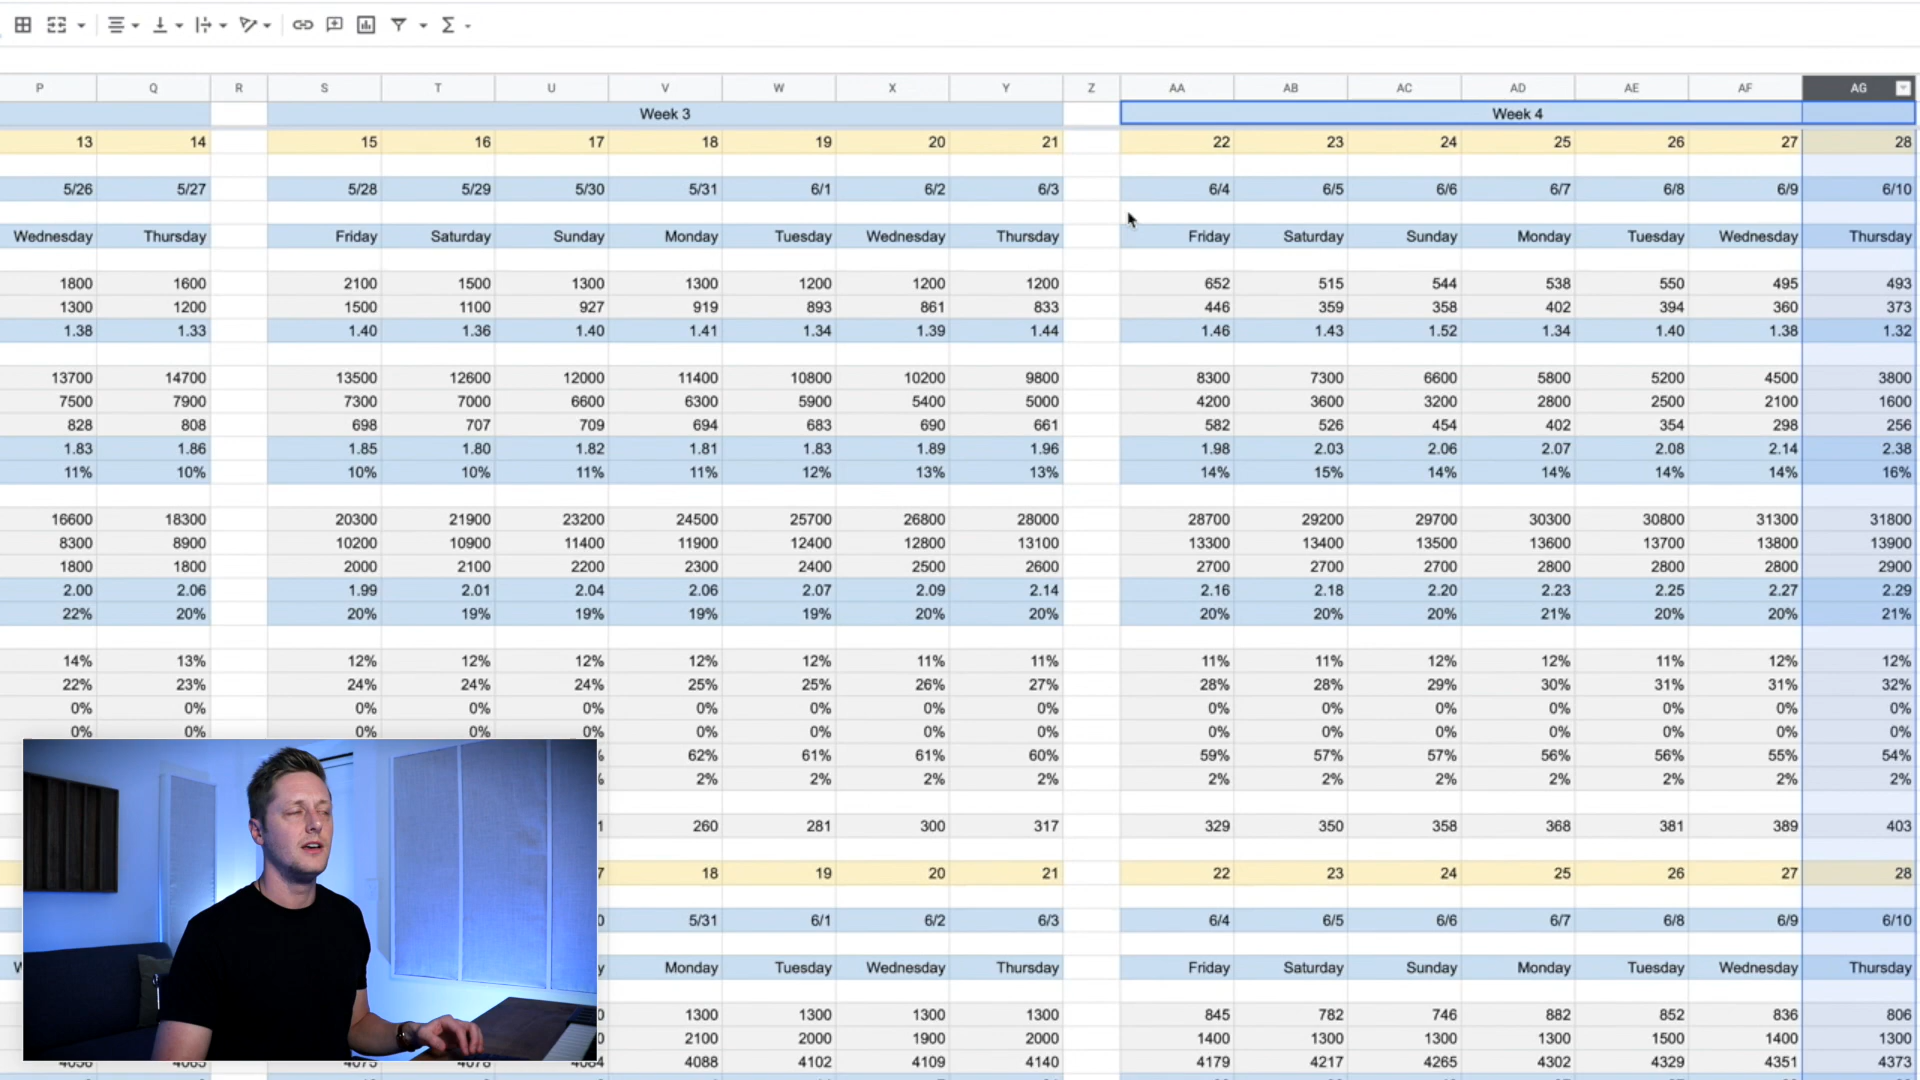 P Q R S T U V W X Y Z AA AB AC AD AE AF AG
Week 3 Week 4
13 14 15 16 17 18 19 20 21 22 23 24 25 26 27 28
5/26 5/27 5/28 5/29 5/30 5/31 6/1 6/2 6/3 6/4 6/5 6/6 6/7 6/8 6/9 6/10
Wednesday Thursday Friday Saturday Sunday Monday Tuesday Wednesday Thursday Friday Saturday Sunday Monday Tuesday Wednesday Thursday
1800 1600 2100 1500 1300 1300 1200 1200 1200 652 515 544 538 550 495 493
1300 1200 1500 1100 927 919 893 861 833 446 359 358 402 394 360 373
1.38 1.33 1.40 1.36 1.40 1.41 1.34 1.39 1.44 1.46 1.43 1.52 1.34 1.40 1.38 1.32
13700 14700 13500 12600 12000 11400 10800 10200 9800 8300 7300 6600 5800 5200 4500 3800
7500 7900 7300 7000 6600 6300 5900 5400 5000 4200 3600 3200 2800 2500 2100 1600
828 808 698 707 709 694 683 690 661 582 526 454 402 354 298 256
1.83 1.86 1.85 1.80 1.82 1.81 1.83 1.89 1.96 1.98 2.03 2.06 2.07 2.08 2.14 2.38
11% 10% 10% 10% 11% 11% 12% 13% 13% 14% 15% 14% 14% 14% 14% 16%
16600 18300 20300 21900 23200 24500 25700 26800 28000 28700 29200 29700 30300 30800 31300 31800
8300 8900 10200 10900 11400 11900 12400 12800 13100 13300 13400 13500 13600 13700 13800 13900
1800 1800 2000 2100 2200 2300 2400 2500 2600 2700 2700 2700 2800 2800 2800 2900
2.00 2.06 1.99 2.01 2.04 2.06 2.07 2.09 2.14 2.16 2.18 2.20 2.23 2.25 2.27 2.29
22% 20% 20% 19% 19% 19% 19% 20% 20% 20% 20% 20% 21% 20% 20% 21%
14% 13% 12% 12% 12% 12% 12% 11% 11% 11% 11% 12% 12% 11% 12% 12%
22% 23% 24% 24% 24% 25% 25% 26% 27% 28% 28% 29% 30% 31% 31% 32%
0% 0% 0% 0% 0% 0% 0% 0% 0% 0% 0% 0% 0% 0% 0% 0%
0% 0% 0% 0% 0% 0% 0% 0% 0% 0% 0% 0% 0% 0% 0% 0%
62% 61% 61% 60% 59% 57% 57% 56% 56% 55% 54%
2% 2% 2% 2% 2% 2% 2% 2% 2% 2% 2%
260 281 300 317 329 350 358 368 381 389 403
18 19 20 21 22 23 24 25 26 27 28
5/31 6/1 6/2 6/3 6/4 6/5 6/6 6/7 6/8 6/9 6/10
Monday Tuesday Wednesday Thursday Friday Saturday Sunday Monday Tuesday Wednesday Thursday
1300 1300 1300 1300 845 782 746 882 852 836 806
2100 2000 1900 2000 1400 1300 1300 1300 1500 1400 1300
4088 4102 4109 4140 4179 4217 4265 4302 4329 4351 4373